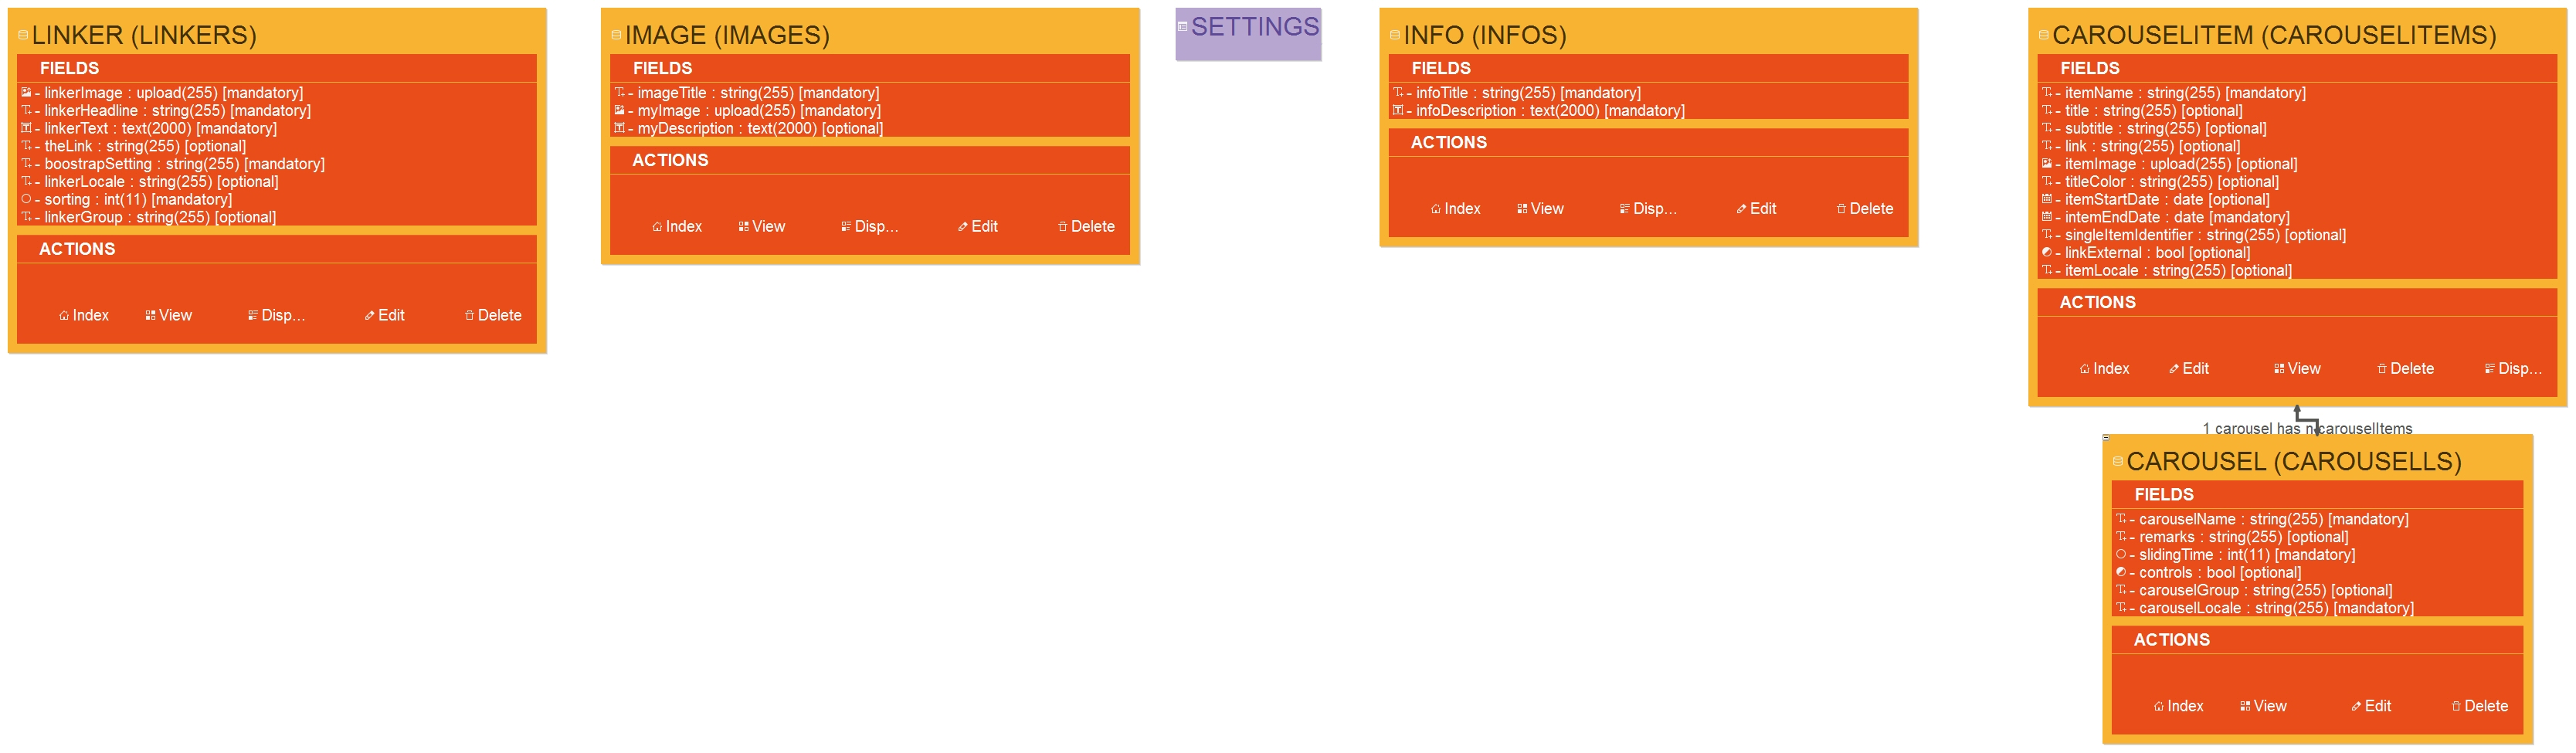 LINKER (LINKERS)
FIELDS
- linkerImage : upload(255) [mandatory]
- linkerHeadline : string(255) [mandatory]
- linkerText : text(2000) [mandatory]
- theLink : string(255) [optional]
- boostrapSetting : string(255) [mandatory]
- linkerLocale : string(255) [optional]
- sorting : int(11) [mandatory]
- linkerGroup : string(255) [optional]
ACTIONS
Index View Disp... Edit Delete
IMAGE (IMAGES)
FIELDS
- imageTitle : string(255) [mandatory]
- myImage : upload(255) [mandatory]
- myDescription : text(2000) [optional]
ACTIONS
Index View Disp... Edit Delete
SETTINGS
INFO (INFOS)
FIELDS
- infoTitle : string(255) [mandatory]
- infoDescription : text(2000) [mandatory]
ACTIONS
Index View Disp... Edit Delete
CAROUSELITEM (CAROUSELITEMS)
FIELDS
- itemName : string(255) [mandatory]
- title : string(255) [optional]
- subtitle : string(255) [optional]
- link : string(255) [optional]
- itemImage : upload(255) [optional]
- titleColor : string(255) [optional]
- itemStartDate : date [optional]
- intemEndDate : date [mandatory]
- singleItemIdentifier : string(255) [optional]
- linkExternal : bool [optional]
- itemLocale : string(255) [optional]
ACTIONS
Index Edit View Delete Disp...
1 carousel has n carouselItems
CAROUSEL (CAROUSELLS)
FIELDS
- carouselName : string(255) [mandatory]
- remarks : string(255) [optional]
- slidingTime : int(11) [mandatory]
- controls : bool [optional]
- carouselGroup : string(255) [optional]
- carouselLocale : string(255) [mandatory]
ACTIONS
Index View Edit Delete